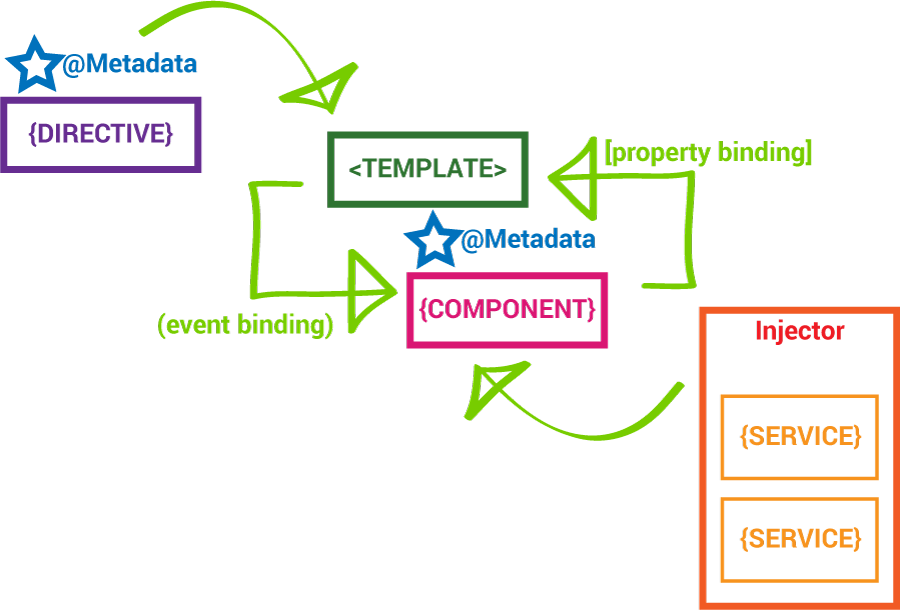 @Metadata
{DIRECTIVE}
<TEMPLATE>
[property binding]
@Metadata
{COMPONENT}
(event binding)
Injector
{SERVICE}
{SERVICE}